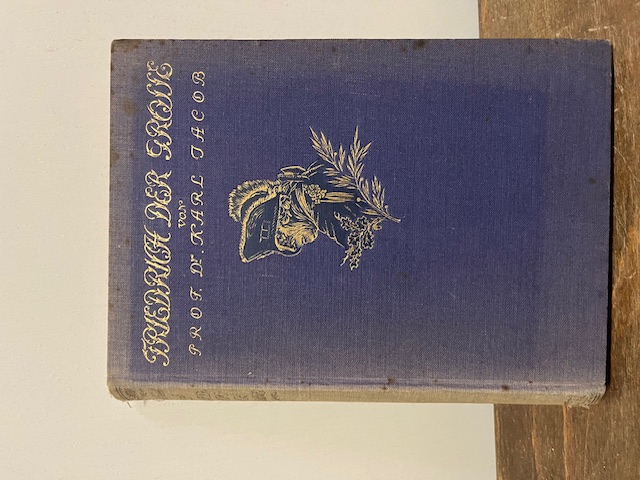 FRIEDRICH DER GROSSE
von
PROF. Dr. KARL JACOB